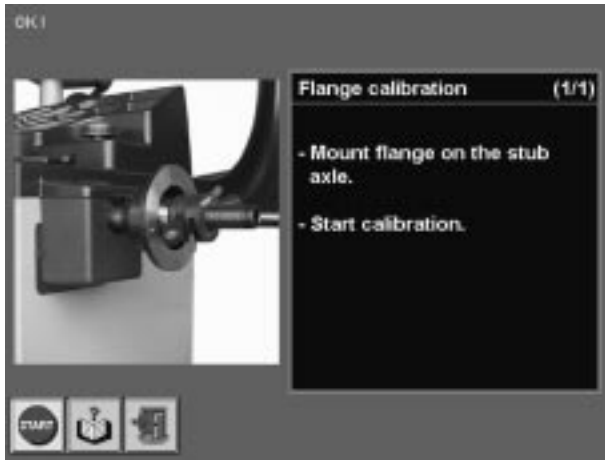 OK!
Flange calibration (1/1)
- Mount flange on the stub
axle.
- Start calibration.
START
?